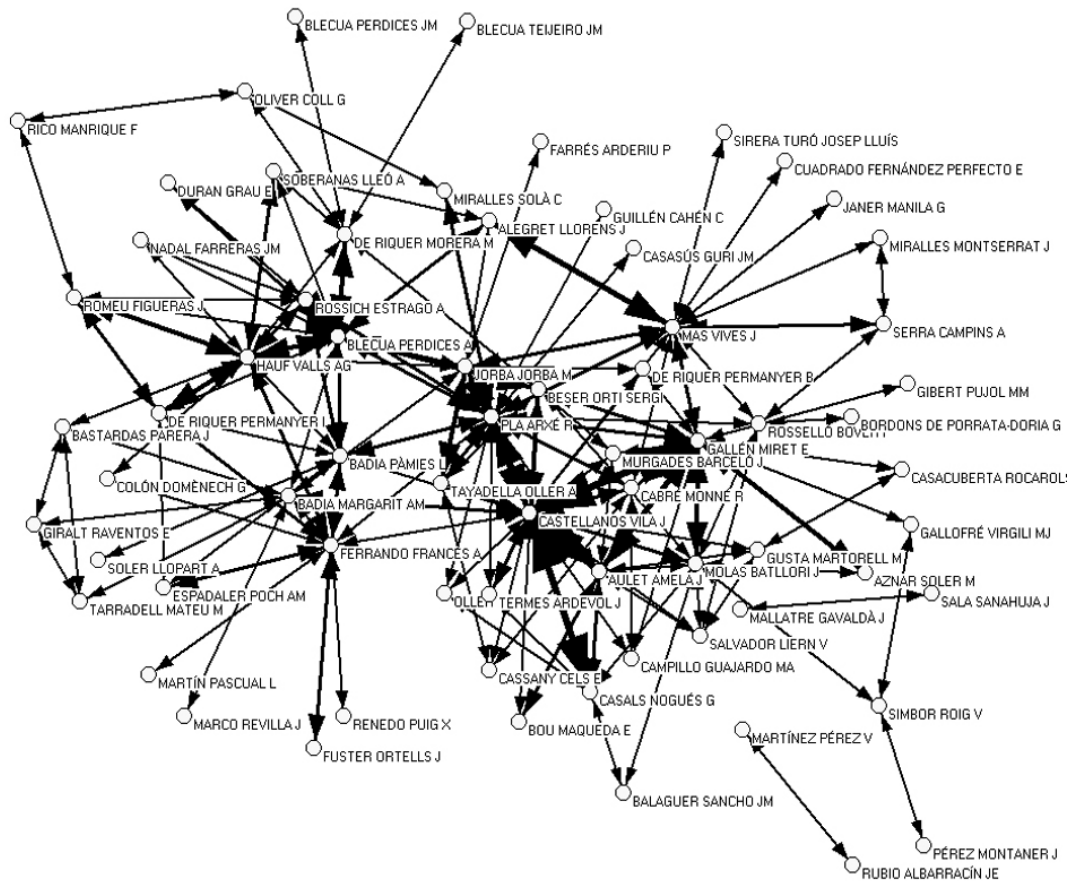 BLECUA PERDICES JM
BLECUA TEIJEIRO JM
OLIVER COLL G
RICO MANRIQUE F
FARRÉS ARDERIU P
SIRERA TURÓ JOSEP LLUÍS
CUADRADO FERNÁNDEZ PERFECTO E
SOBERANAS LLEÓ A
DURAN GRAU E
MIRALLES SOLÀ C
JANER MANILA G
GUILLÉN CAHÉN C
ALEGRET LLORENS J
DE RIQUER MORERA M
NADAL FARRERAS JM
CASASÚS GURI JM
MIRALLES MONTSERRAT J
ROMEU FIGUERAS J
ROSSICH ESTRAGO A
MAS VIVES J
SERRA CAMPINS A
BLECUA PERDICES A
HAUF VALLS AG
JORBA JORBA M
DE RIQUER PERMANYER B
GIBERT PUJOL MM
BESER ORTI SERGI
DE RIQUER PERMANYER I
PLA ARXÉ R
BORDONS DE PORRATA-DORIA G
ROSSELLÓ BOVER
BASTARDAS PARERA J
GALLÉN MIRET E
BADIA PÀMIES L
MURGADES BARCELÓ J
CASACUBERTA ROCAROLS
COLÓN DOMÈNECH G
TAYADELLA OLLER A
CABRÉ MONNÉ R
BADIA MARGARIT AM
CASTELLANOS VILA J
GIRALT RAVENTOS E
GALLOFRÉ VIRGILI MJ
FERRANDO FRANCÉS A
GUSTA MARTORELL M
SOLER LLOPART A
AULET AMELA J
MOLAS BATLLORI J
AZNAR SOLER M
ESPADALER POCH AM
OLLER
TERMES ARDEVOL J
SALA SANAHUJA J
TARRADELL MATEU M
MALLATRE GAVALDÀ J
SALVADOR LIERN V
CAMPILLO GUAJARDO MA
CASSANY CELS E
MARTÍN PASCUAL L
CASALS NOGUÉS G
SIMBOR ROIG V
MARCO REVILLA J
RENEDO PUIG X
BOU MAQUEDA E
MARTÍNEZ PÉREZ V
FUSTER ORTELLS J
BALAGUER SANCHO JM
PÉREZ MONTANER J
RUBIO ALBARRACÍN JE